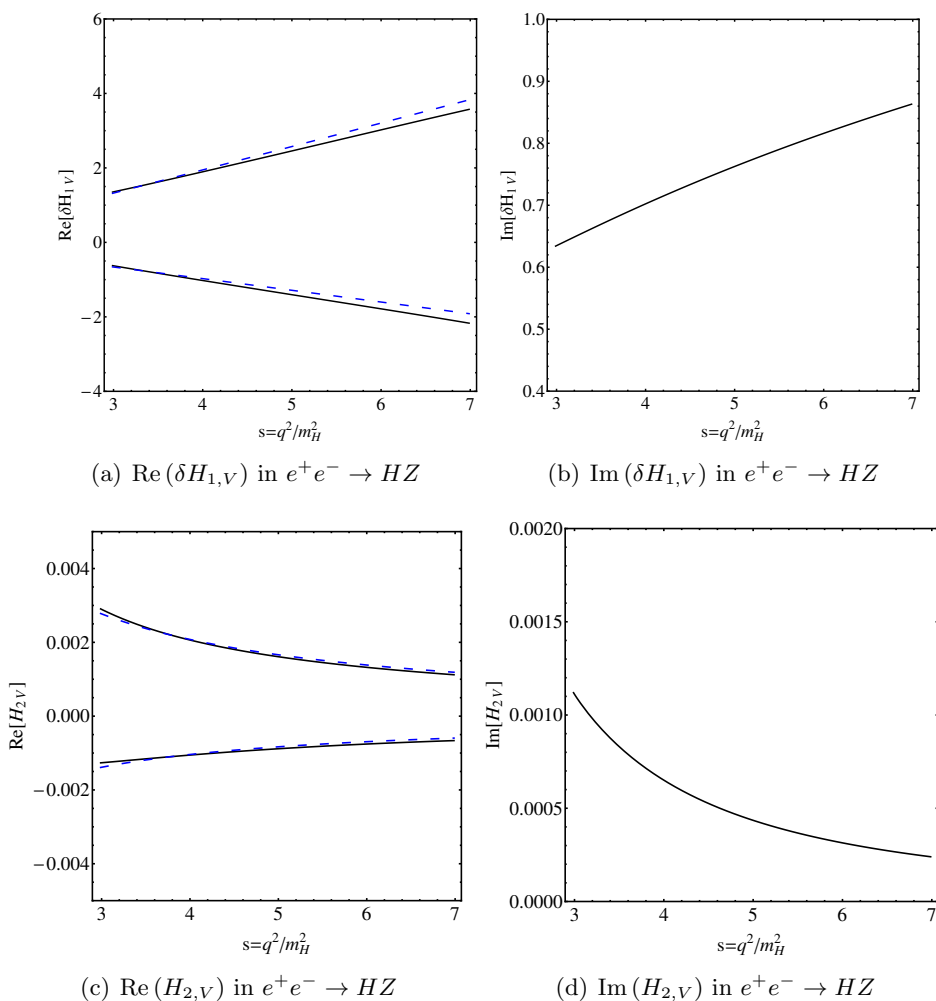 6
4
2
0
−2
−4
Re[δH1V]
3 4 5 6 7
s=q²/m²H
(a) Re (δH1,V) in e⁺e⁻ → HZ
1.0
0.9
0.8
0.7
0.6
0.5
0.4
Im[δH1V]
3 4 5 6 7
s=q²/m²H
(b) Im (δH1,V) in e⁺e⁻ → HZ
0.004
0.002
0.000
−0.002
−0.004
Re[H2V]
3 4 5 6 7
s=q²/m²H
(c) Re (H2,V) in e⁺e⁻ → HZ
0.0020
0.0015
0.0010
0.0005
0.0000
Im[H2V]
3 4 5 6 7
s=q²/m²H
(d) Im (H2,V) in e⁺e⁻ → HZ